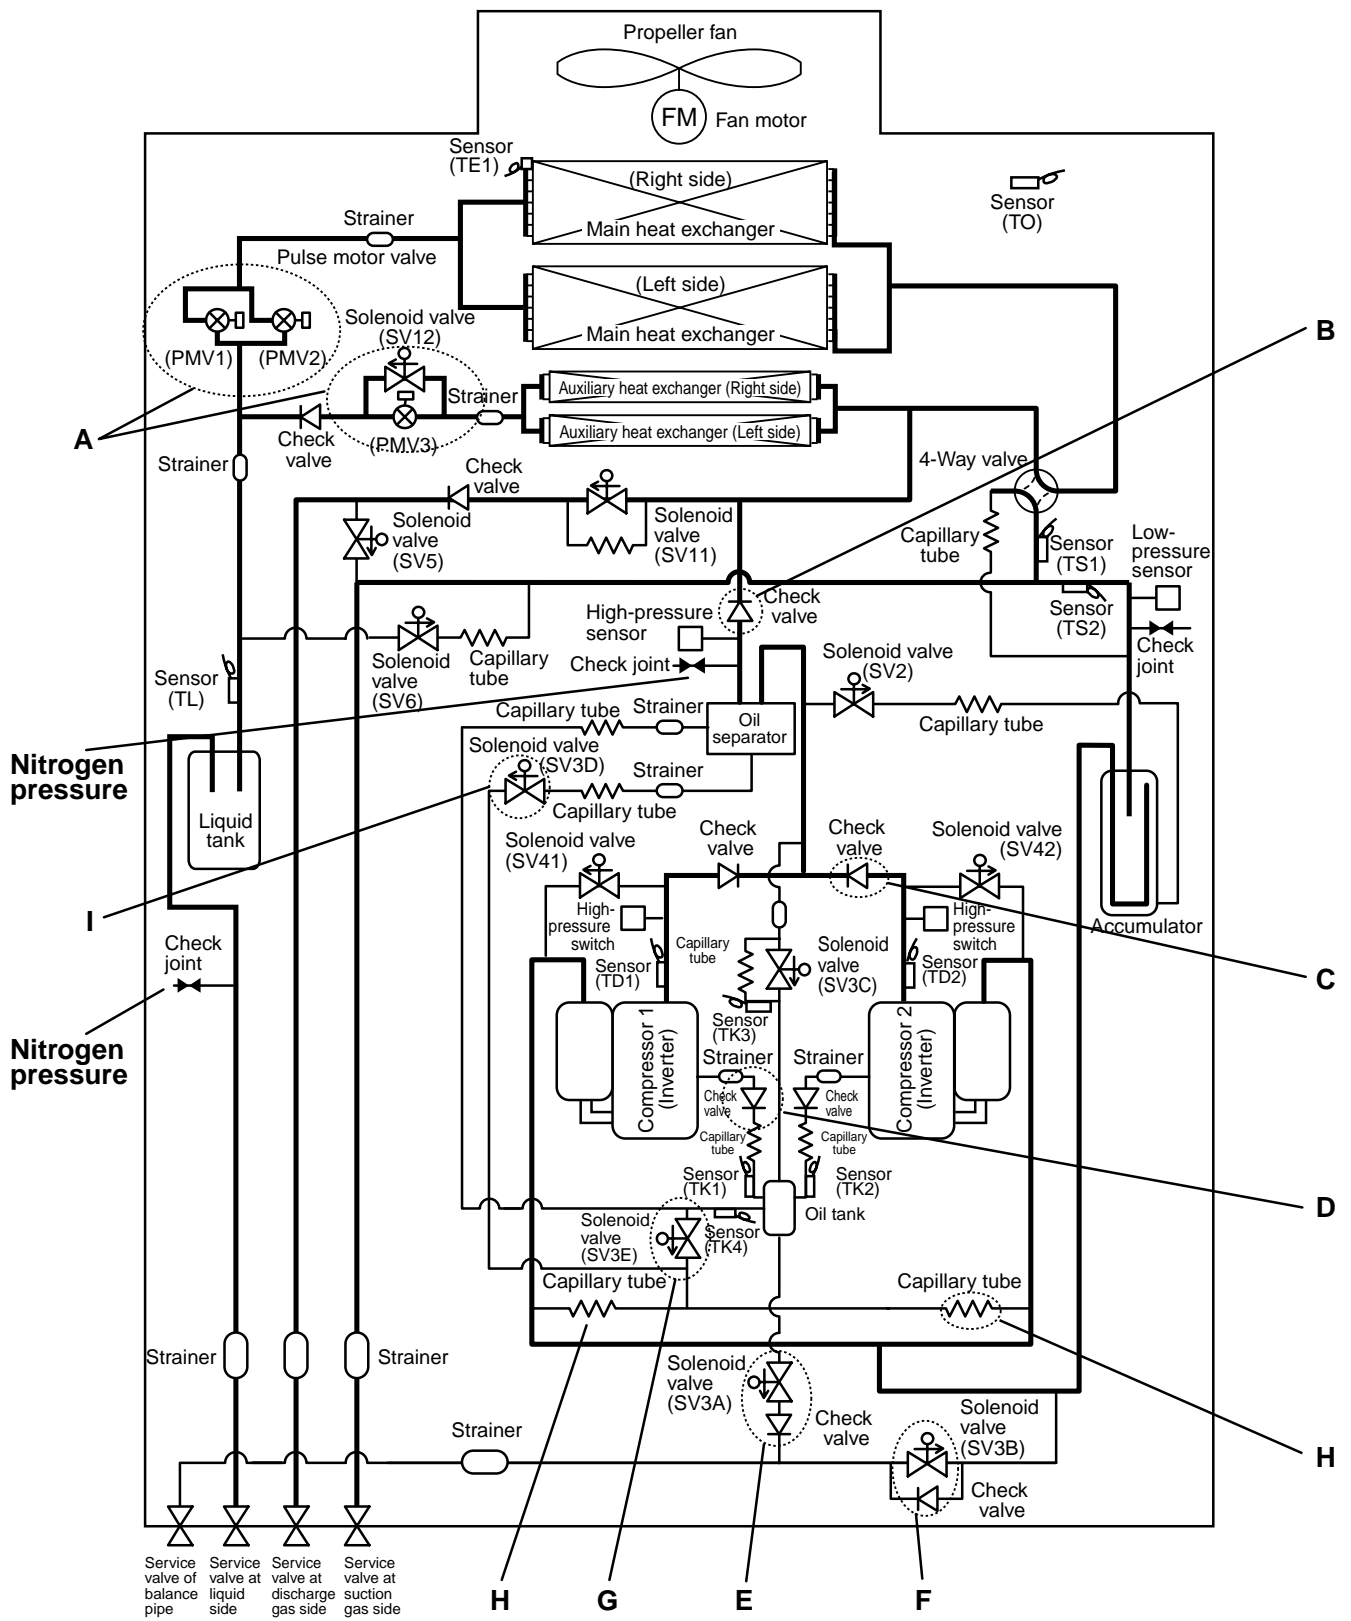 Propeller fan
FM
Fan motor
Sensor
(TE1)
(Right side)
Main heat exchanger
Sensor
(TO)
Strainer
Pulse motor valve
(Left side)
Main heat exchanger
Solenoid valve
(SV12)
(PMV1)
(PMV2)
B
Auxiliary heat exchanger (Right side)
Strainer
Auxiliary heat exchanger (Left side)
A
Check
valve
(PMV3)
Strainer
Check
valve
4-Way valve
Solenoid
valve
(SV5)
Solenoid
valve
(SV11)
Capillary
tube
Sensor
(TS1)
Low-
pressure
sensor
High-pressure
sensor
Check
valve
Sensor
(TS2)
Check
joint
Solenoid
valve
(SV6)
Capillary
tube
Check joint
Solenoid valve
(SV2)
Sensor
(TL)
Capillary tube
Strainer
Oil
separator
Capillary tube
Nitrogen
pressure
Solenoid valve
(SV3D)
Strainer
Capillary tube
Liquid
tank
Solenoid valve
(SV41)
Check
valve
Check
valve
Solenoid valve
(SV42)
I
High-
pressure
switch
High-
pressure
switch
Accumulator
Check
joint
Capillary
tube
Solenoid
valve
(SV3C)
Sensor
(TD1)
Sensor
(TD2)
C
Sensor
(TK3)
Compressor 1
(Inverter)
Compressor 2
(Inverter)
Nitrogen
pressure
Strainer
Strainer
Check
valve
Check
valve
Capillary
tube
Capillary
tube
Sensor
(TK1)
Sensor
(TK2)
D
Oil tank
Solenoid
valve
(SV3E)
Sensor
(TK4)
Capillary tube
Capillary tube
Strainer
Strainer
Solenoid
valve
(SV3A)
Check
valve
Solenoid
valve
(SV3B)
Strainer
H
Check
valve
Service
valve of
balance
pipe
Service
valve at
liquid
side
Service
valve at
discharge
gas side
Service
valve at
suction
gas side
H
G
E
F